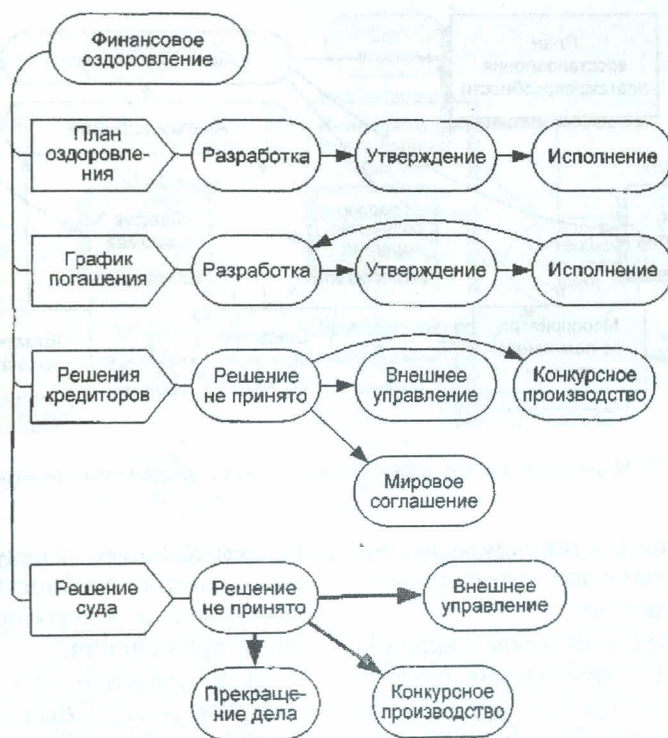 Финансовое
оздоровление
План
оздоровле-
ния
Разработка
Утверждение
Исполнение
График
погашения
Разработка
Утверждение
Исполнение
Решения
кредиторов
Решение
не принято
Внешнее
управление
Конкурсное
производство
Мировое
соглашение
Решение
суда
Решение
не принято
Внешнее
управление
Прекраще-
ние дела
Конкурсное
производство